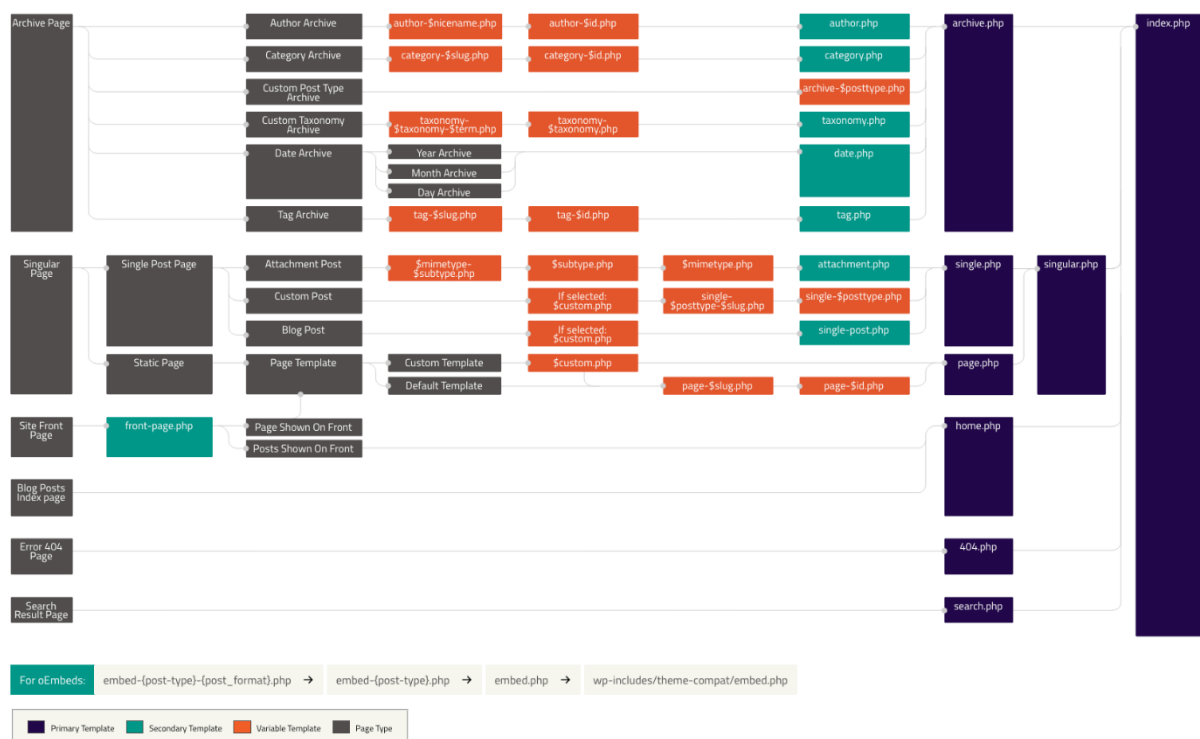 Archive Page
Author Archive
author-$nicename.php
author-$id.php
author.php
archive.php
index.php
Category Archive
category-$slug.php
category-$id.php
category.php
Custom Post Type
Archive
archive-$posttype.php
Custom Taxonomy
Archive
taxonomy-
$taxonomy-$term.php
taxonomy-
$taxonomy.php
taxonomy.php
Date Archive
Year Archive
Month Archive
Day Archive
date.php
Tag Archive
tag-$slug.php
tag-$id.php
tag.php
Singular
Page
Single Post Page
Attachment Post
$mimetype-
$subtype.php
$subtype.php
$mimetype.php
attachment.php
single.php
singular.php
Custom Post
If selected:
$custom.php
single-
$posttype-$slug.php
single-$posttype.php
Blog Post
If selected:
$custom.php
single-post.php
Static Page
Page Template
Custom Template
$custom.php
page.php
Default Template
page-$slug.php
page-$id.php
Site Front
Page
front-page.php
Page Shown On Front
Posts Shown On Front
home.php
Blog Posts
Index page
Error 404
Page
404.php
Search
Result Page
search.php
For oEmbeds: embed-{post-type}-{post_format}.php → embed-{post-type}.php → embed.php → wp-includes/theme-compat/embed.php
Primary Template Secondary Template Variable Template Page Type